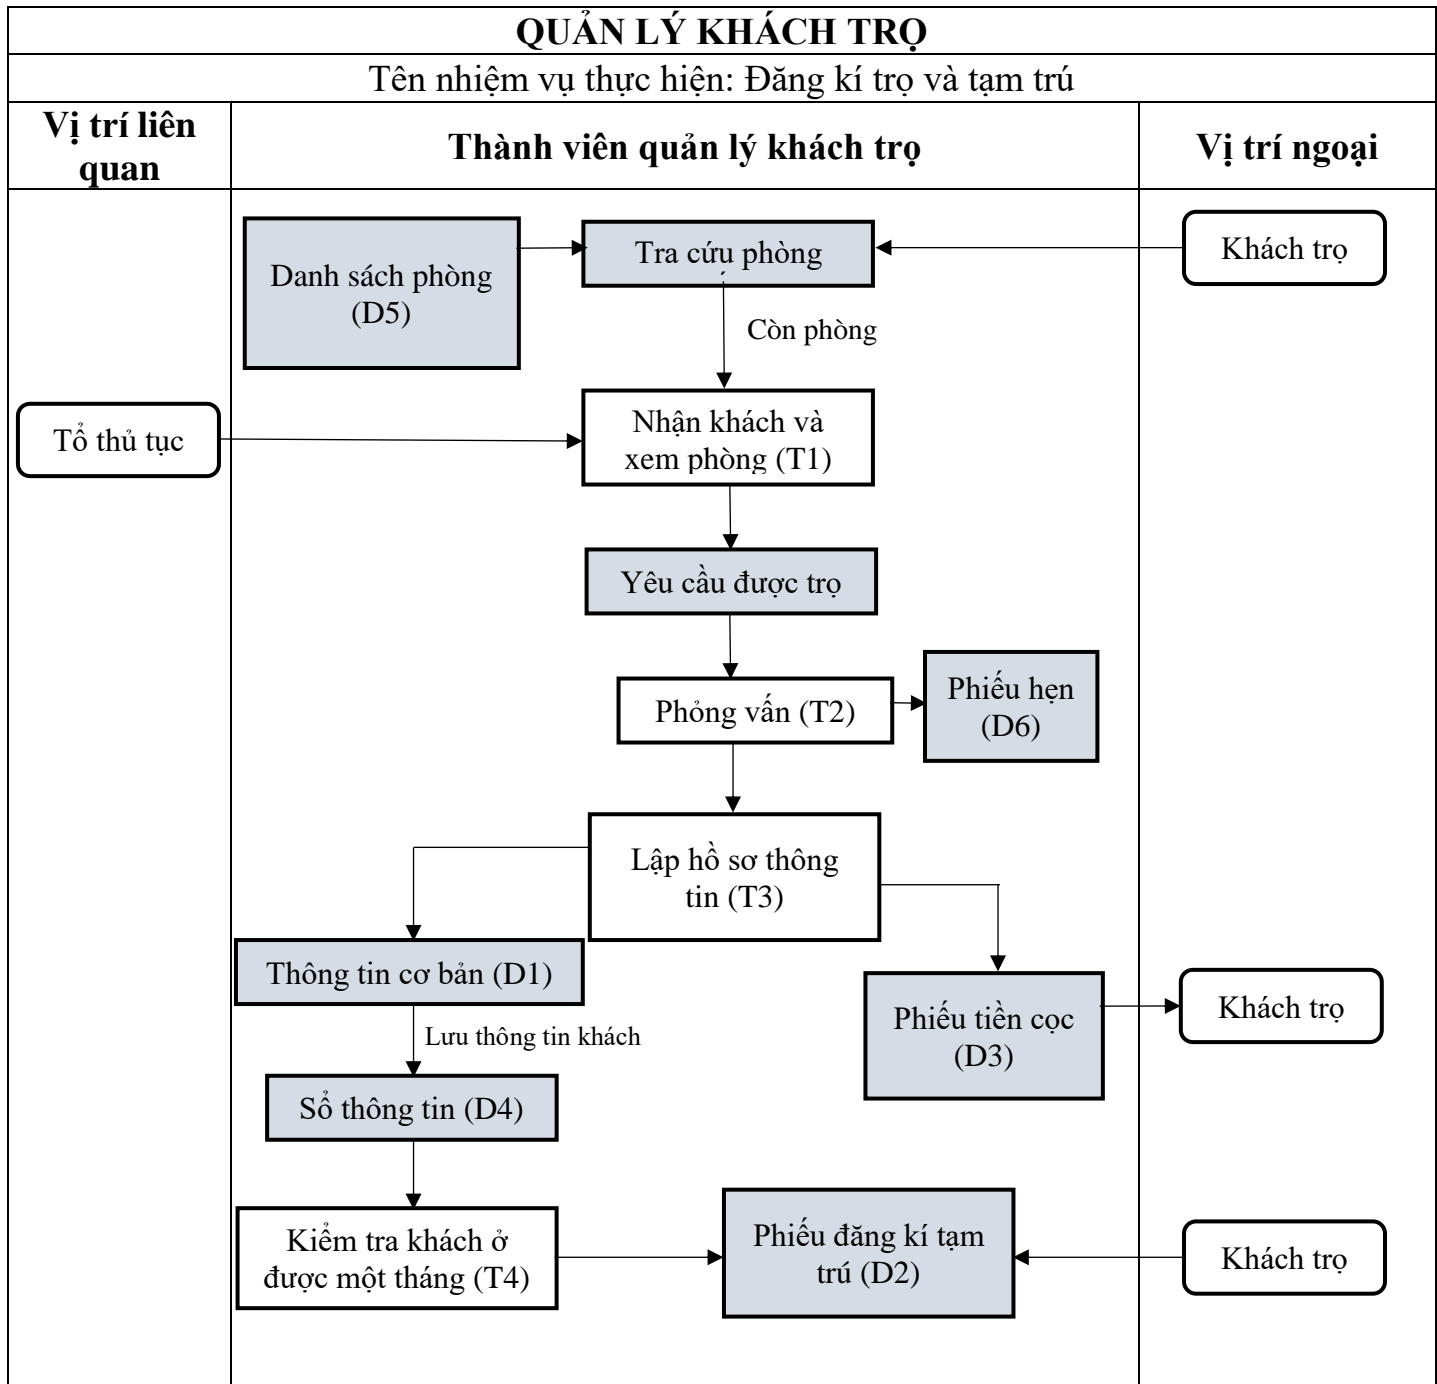 QUẢN LÝ KHÁCH TRỌ
Tên nhiệm vụ thực hiện: Đăng kí trọ và tạm trú
Vị trí liên
quan
Thành viên quản lý khách trọ
Vị trí ngoại
Danh sách phòng
(D5)
Tra cứu phòng
Khách trọ
Còn phòng
Tổ thủ tục
Nhận khách và
xem phòng (T1)
Yêu cầu được trọ
Phỏng vấn (T2)
Phiếu hẹn
(D6)
Lập hồ sơ thông
tin (T3)
Thông tin cơ bản (D1)
Phiếu tiền cọc
(D3)
Khách trọ
Lưu thông tin khách
Sổ thông tin (D4)
Kiểm tra khách ở
được một tháng (T4)
Phiếu đăng kí tạm
trú (D2)
Khách trọ